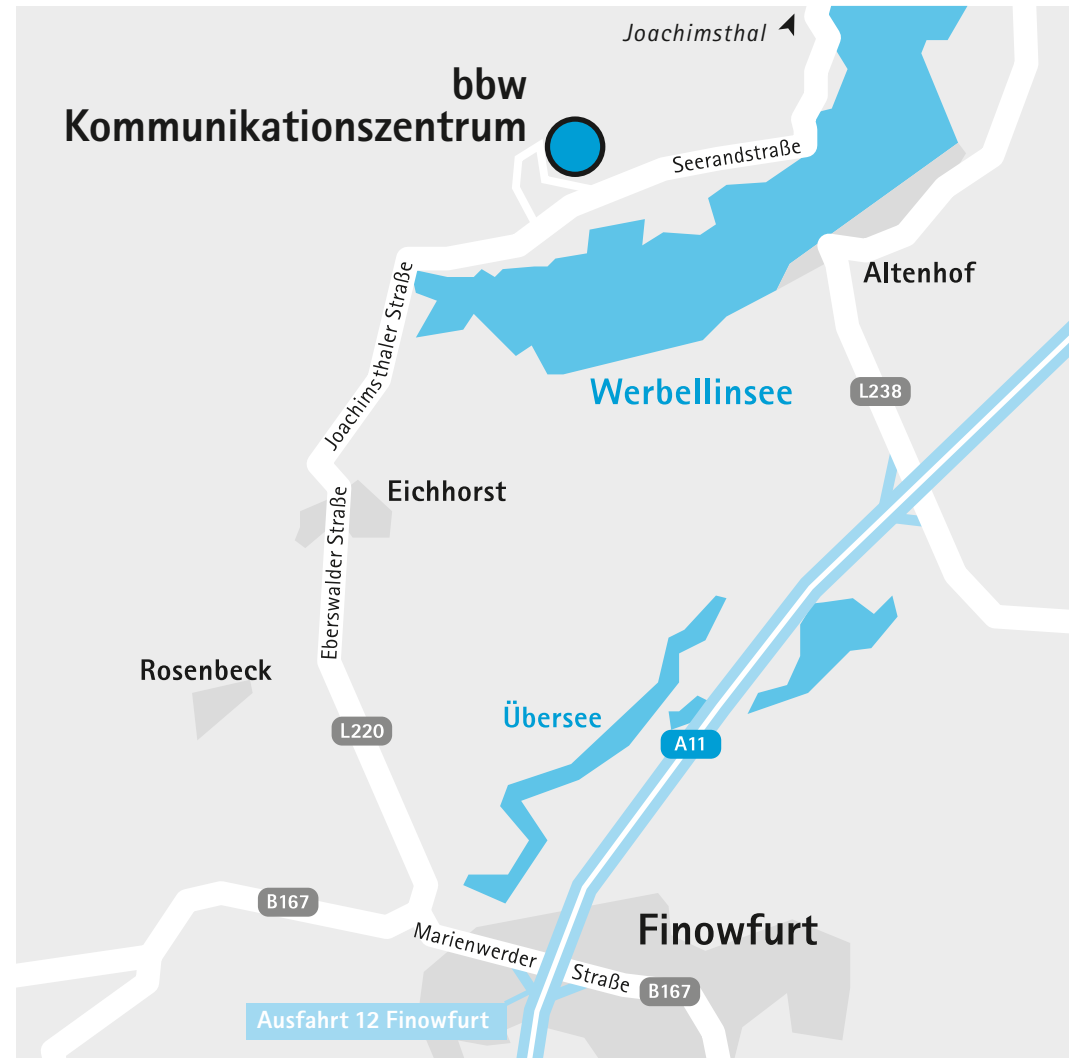 Joachimsthal
bbw
Kommunikationszentrum
Seerandstraße
Altenhof
Joachimsthaler Straße
Werbellinsee
L238
Eichhorst
Eberswalder Straße
Rosenbeck
Übersee
L220
A11
B167
Marienwerder Straße
Finowfurt
B167
Ausfahrt 12 Finowfurt